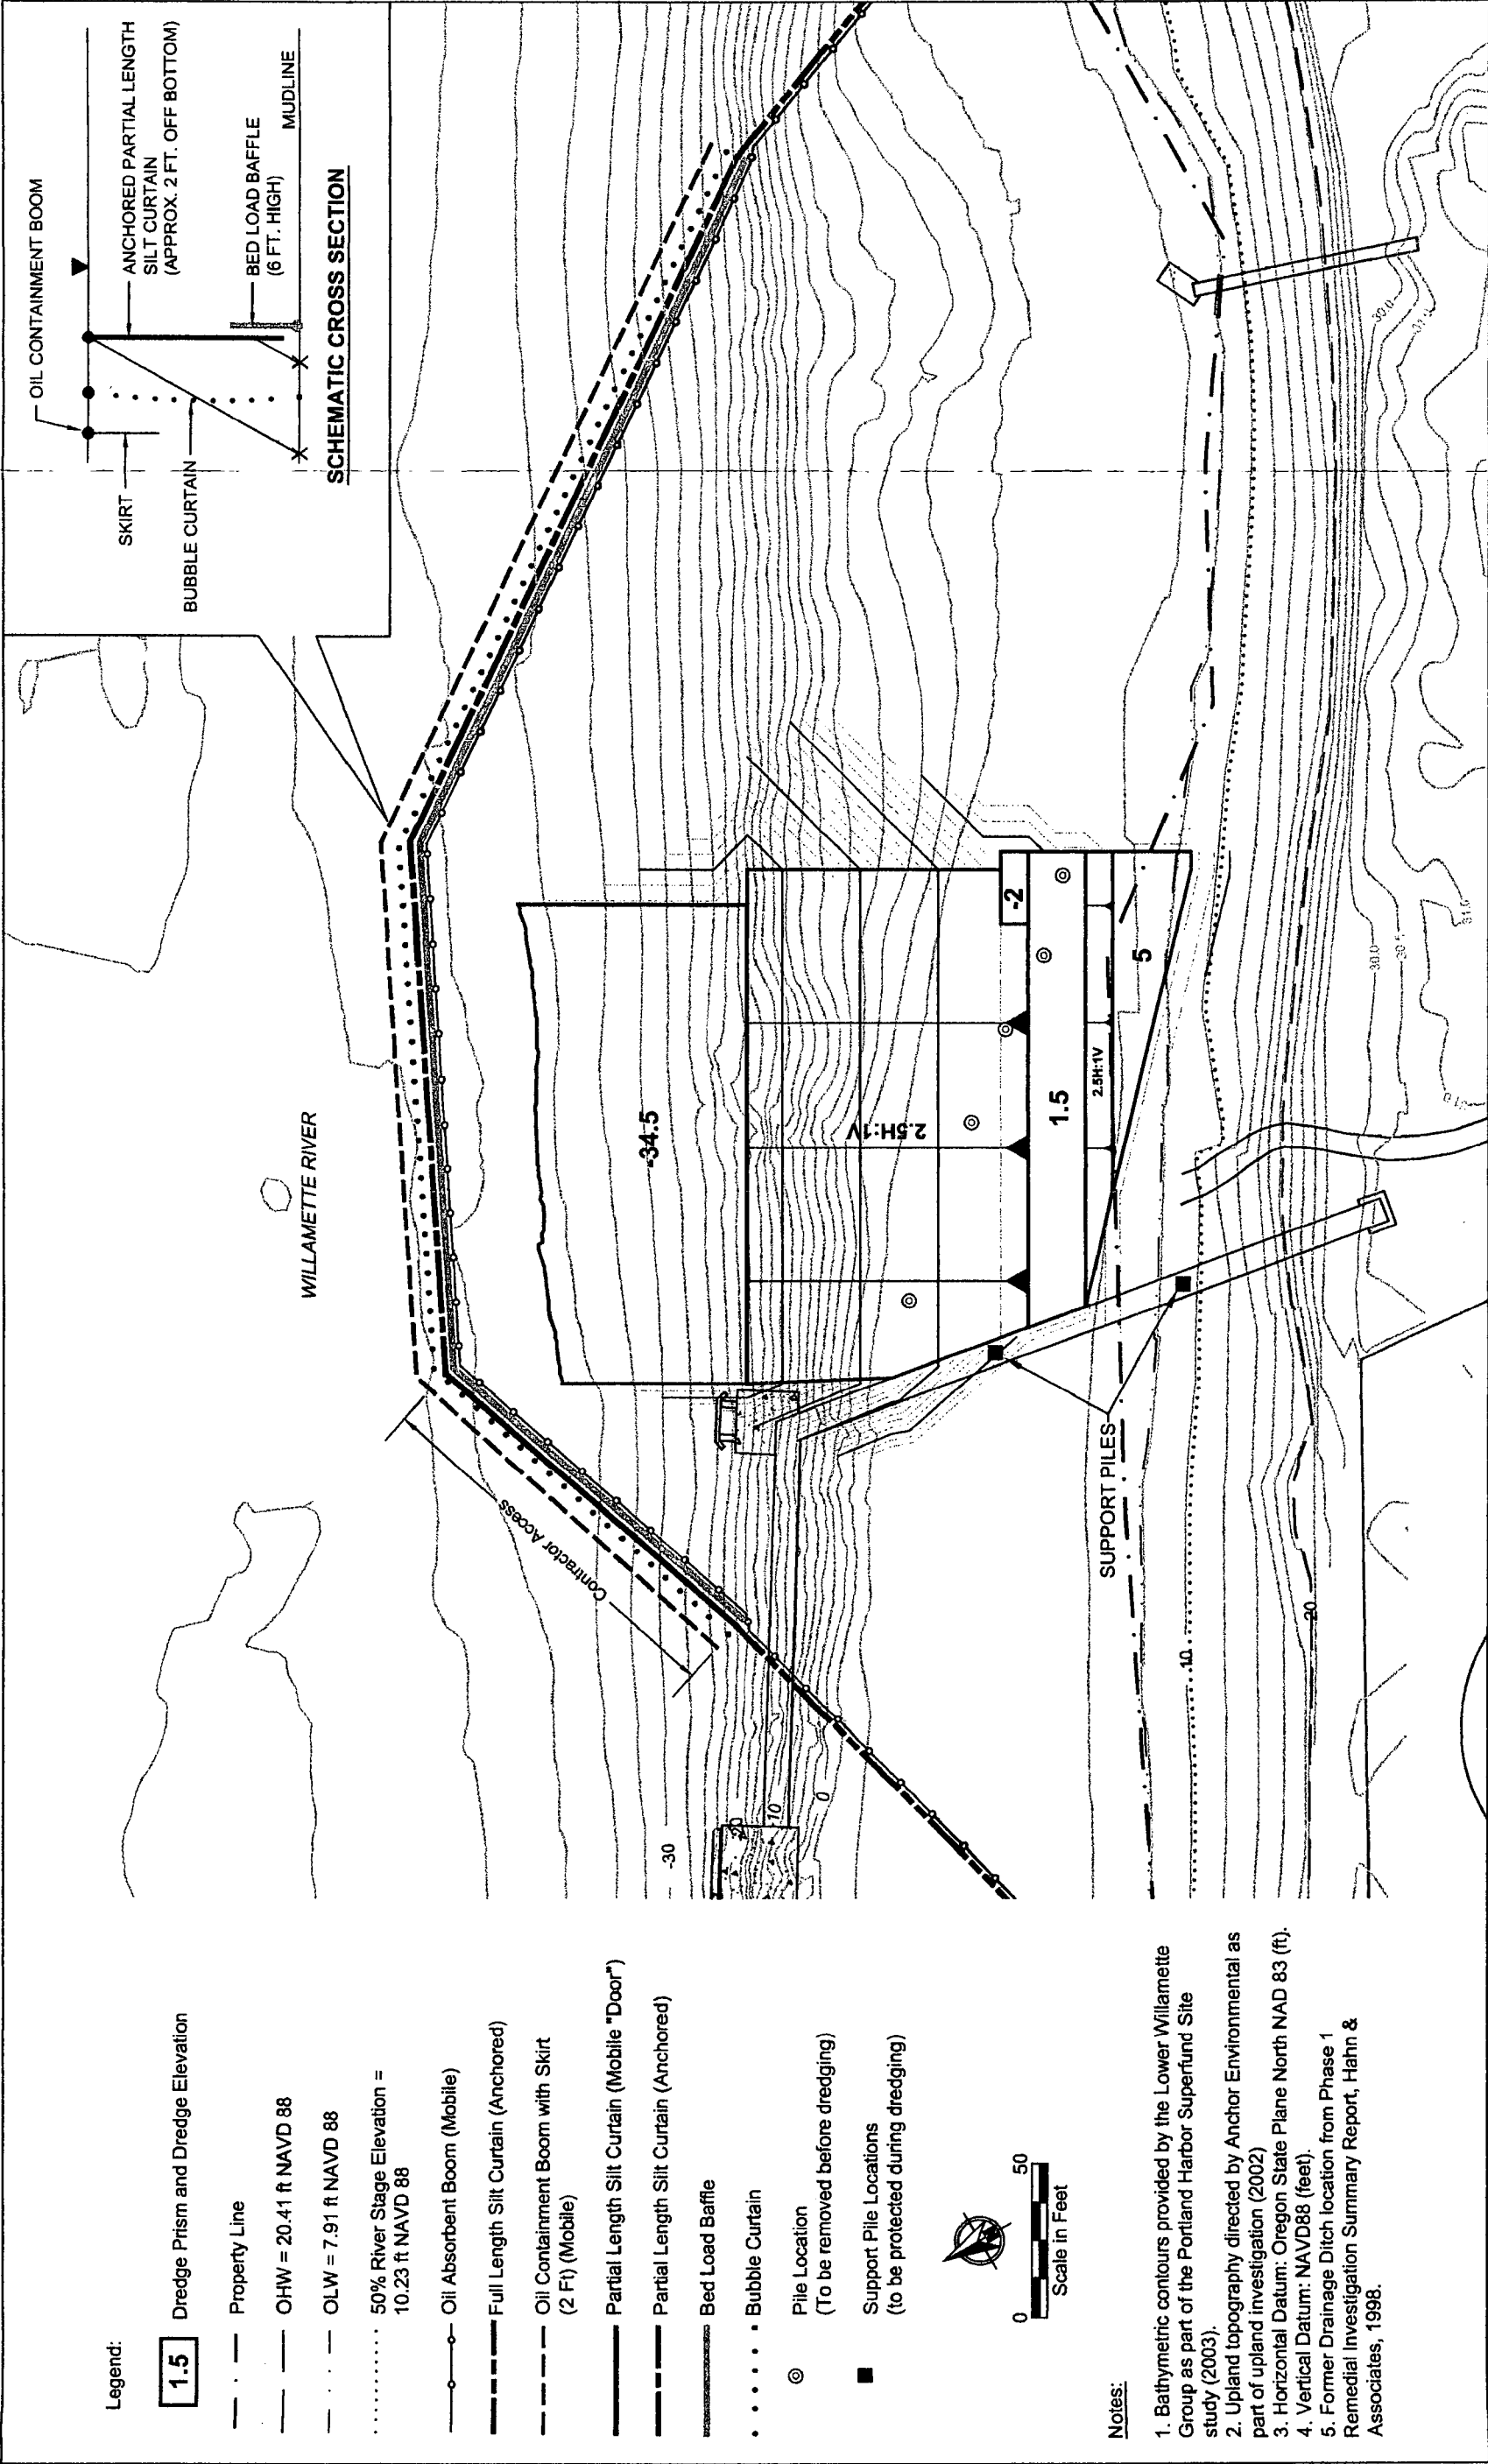 Legend:
1.5 Dredge Prism and Dredge Elevation
Property Line
OHW = 20.41 ft NAVD 88
OLW = 7.91 ft NAVD 88
50% River Stage Elevation =
10.23 ft NAVD 88
Oil Absorbent Boom (Mobile)
Full Length Silt Curtain (Anchored)
Oil Containment Boom with Skirt
(2 Ft) (Mobile)
Partial Length Silt Curtain (Mobile "Door")
Partial Length Silt Curtain (Anchored)
Bed Load Baffle
Bubble Curtain
Pile Location
(To be removed before dredging)
Support Pile Locations
(to be protected during dredging)
0 50
Scale in Feet
Notes:
1. Bathymetric contours provided by the Lower Willamette
Group as part of the Portland Harbor Superfund Site
study (2003).
2. Upland topography directed by Anchor Environmental as
part of upland investigation (2002)
3. Horizontal Datum: Oregon State Plane North NAD 83 (ft).
4. Vertical Datum: NAVD88 (feet).
5. Former Drainage Ditch location from Phase 1
Remedial Investigation Summary Report, Hahn &
Associates, 1998.
OIL CONTAINMENT BOOM
SKIRT
ANCHORED PARTIAL LENGTH
SILT CURTAIN
(APPROX. 2 FT. OFF BOTTOM)
BUBBLE CURTAIN
BED LOAD BAFFLE
(6 FT. HIGH)
MUDLINE
SCHEMATIC CROSS SECTION
WILLAMETTE RIVER
Contractor Access
-34.5
2.5H:1V
-2
1.5
2.5H:1V
5
SUPPORT PILES
-30
-20
-10
0
10
20
30.0
30.5
30.0
31.0